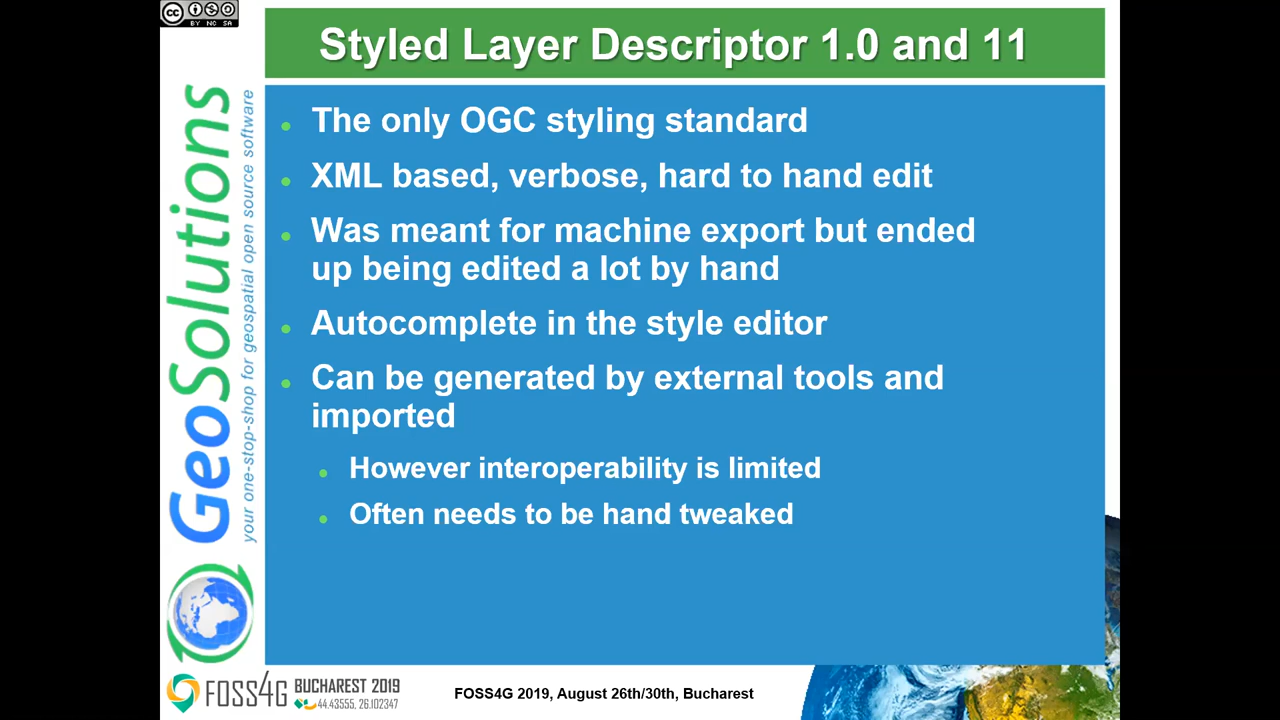 cc BY NC SA
Styled Layer Descriptor 1.0 and 11
GeoSolutions
your one-stop-shop for geospatial open source software
The only OGC styling standard
XML based, verbose, hard to hand edit
Was meant for machine export but ended
up being edited a lot by hand
Autocomplete in the style editor
Can be generated by external tools and
imported
However interoperability is limited
Often needs to be hand tweaked
FOSS4G BUCHAREST 2019
44.43555, 26.102347
FOSS4G 2019, August 26th/30th, Bucharest